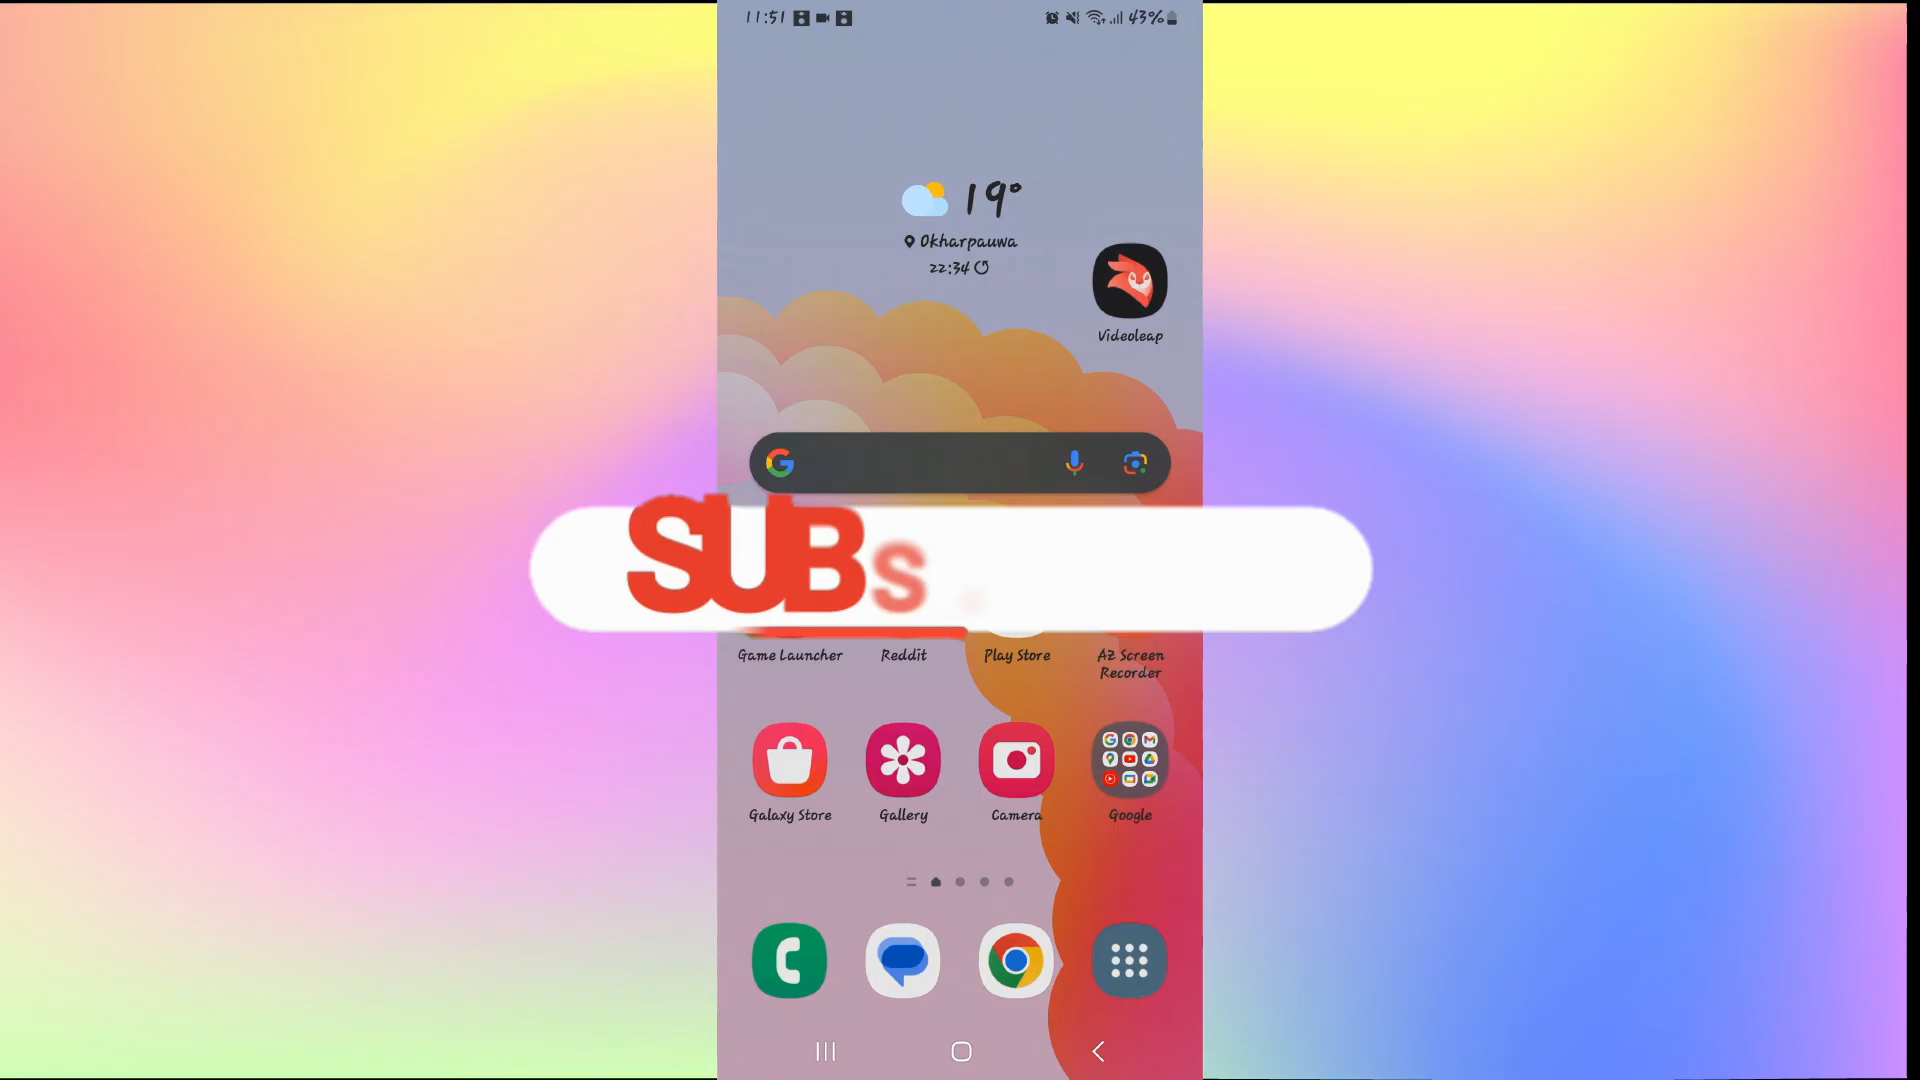 11:51
43%
19°
Okharpauwa
22:34
Videoleap
SUBS
Game Launcher
Reddit
Play Store
AZ Screen
Recorder
Galaxy Store
Gallery
Camera
Google